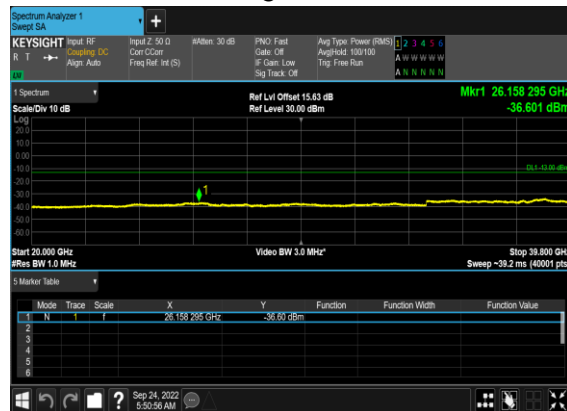 Spectrum Analyzer 1
Swept SA
+
KEYSIGHT Input: RF Input Z: 50 Ω #Atten: 30 dB PNO: Fast Avg Type: Power (RMS) 1 2 3 4 5 6
R T Coupling: DC Corr CCorr Gate: Off Avg|Hold: 100/100 A W W W W W
Align: Auto Freq Ref: Int (S) IF Gain: Low Trig: Free Run
Sig Track: Off A N N N N N
1 Spectrum Ref Lvl Offset 15.63 dB Mkr1 26.158 295 GHz
Scale/Div 10 dB Ref Level 30.00 dBm -36.601 dBm
Log
20.0
10.0
0.00
-10.0 DL1 -13.00 dBm
-20.0
-30.0 1
-40.0
-50.0
-60.0
Start 20.000 GHz Video BW 3.0 MHz* Stop 39.800 GHz
#Res BW 1.0 MHz Sweep ~39.2 ms (40001 pts)
5 Marker Table
Mode Trace Scale X Y Function Function Width Function Value
1 N 1 f 26.158 295 GHz -36.60 dBm
2
3
4
5
6
? Sep 24, 2022
5:50:56 AM